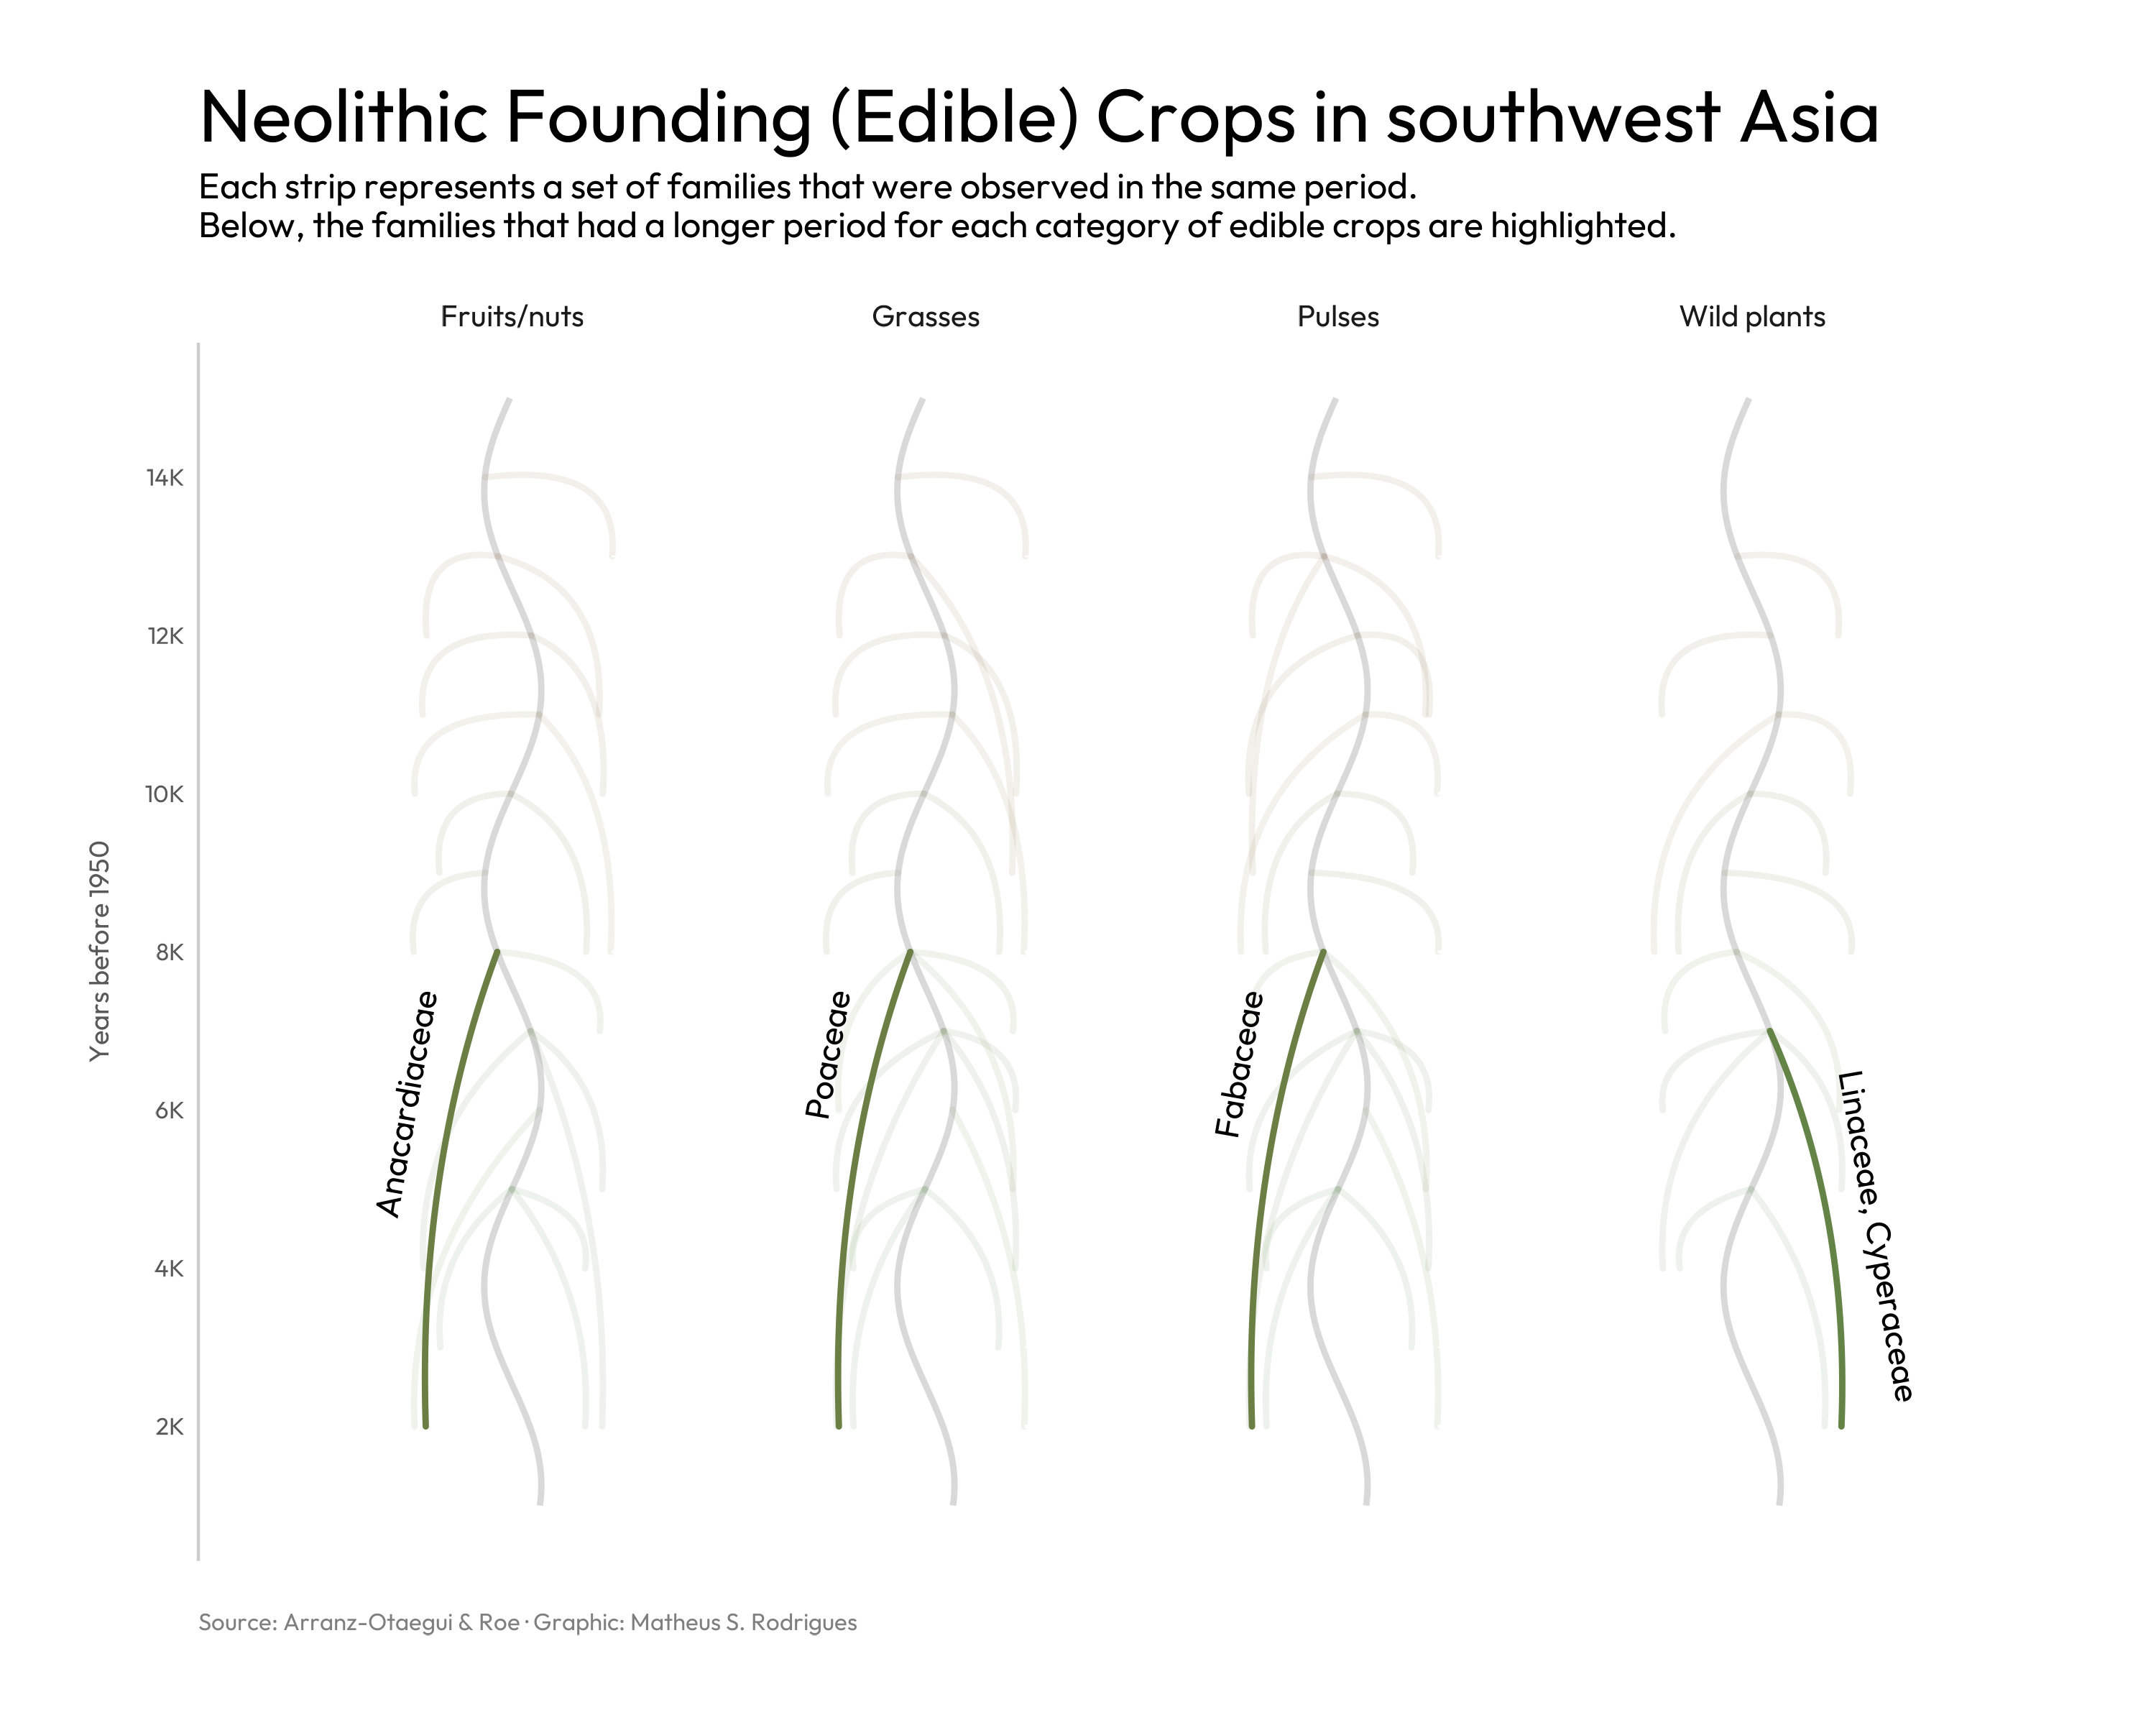 Neolithic Founding (Edible) Crops in southwest Asia
Each strip represents a set of families that were observed in the same period.
Below, the families that had a longer period for each category of edible crops are highlighted.
Fruits/nuts
Grasses
Pulses
Wild plants
14K
12K
10K
8K
6K
4K
2K
Years before 1950
Anacardiaceae
Poaceae
Fabaceae
Linaceae, Cyperaceae
Source: Arranz-Otaegui & Roe · Graphic: Matheus S. Rodrigues